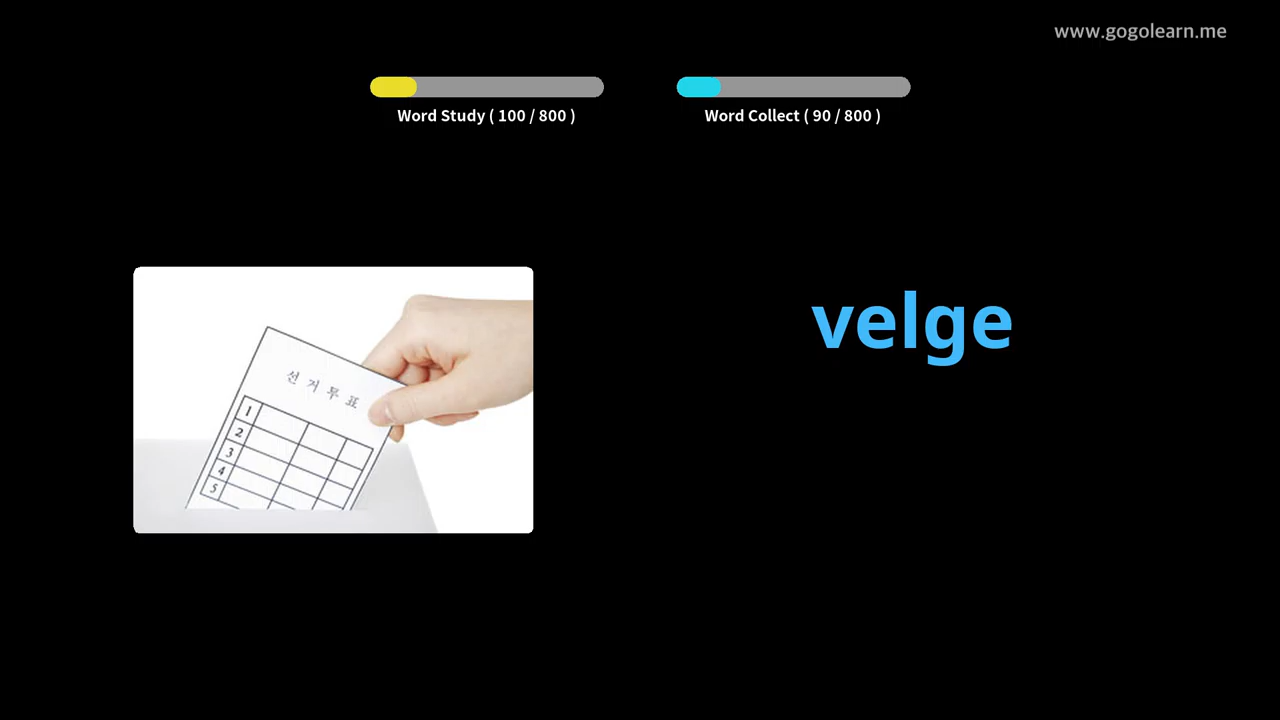 www.gogolearn.me
Word Study ( 100 / 800 )
Word Collect ( 90 / 800 )
velge
선거투표
1
2
3
4
5